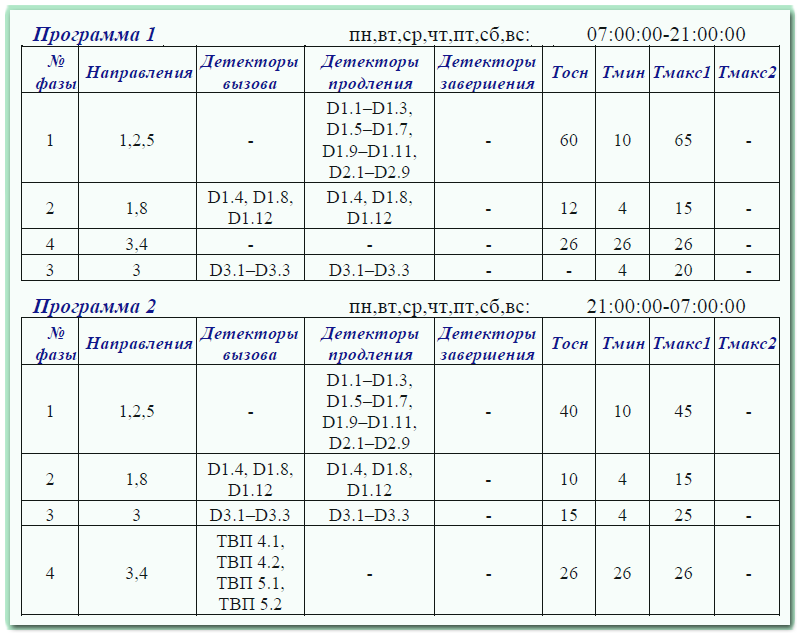 Программа 1 пн,вт,ср,чт,пт,сб,вс: 07:00:00-21:00:00
№ фазы Направления Детекторы вызова Детекторы продления Детекторы завершения Тосн Тмин Тмакс1 Тмакс2
1 1,2,5 - D1.1–D1.3, D1.5–D1.7, D1.9–D1.11, D2.1–D2.9 - 60 10 65 -
2 1,8 D1.4, D1.8, D1.12 D1.4, D1.8, D1.12 - 12 4 15 -
4 3,4 - - - 26 26 26 -
3 3 D3.1–D3.3 D3.1–D3.3 - - 4 20 -
Программа 2 пн,вт,ср,чт,пт,сб,вс: 21:00:00-07:00:00
№ фазы Направления Детекторы вызова Детекторы продления Детекторы завершения Тосн Тмин Тмакс1 Тмакс2
1 1,2,5 - D1.1–D1.3, D1.5–D1.7, D1.9–D1.11, D2.1–D2.9 - 40 10 45 -
2 1,8 D1.4, D1.8, D1.12 D1.4, D1.8, D1.12 - 10 4 15
3 3 D3.1–D3.3 D3.1–D3.3 - 15 4 25 -
4 3,4 ТВП 4.1, ТВП 4.2, ТВП 5.1, ТВП 5.2 - - 26 26 26 -